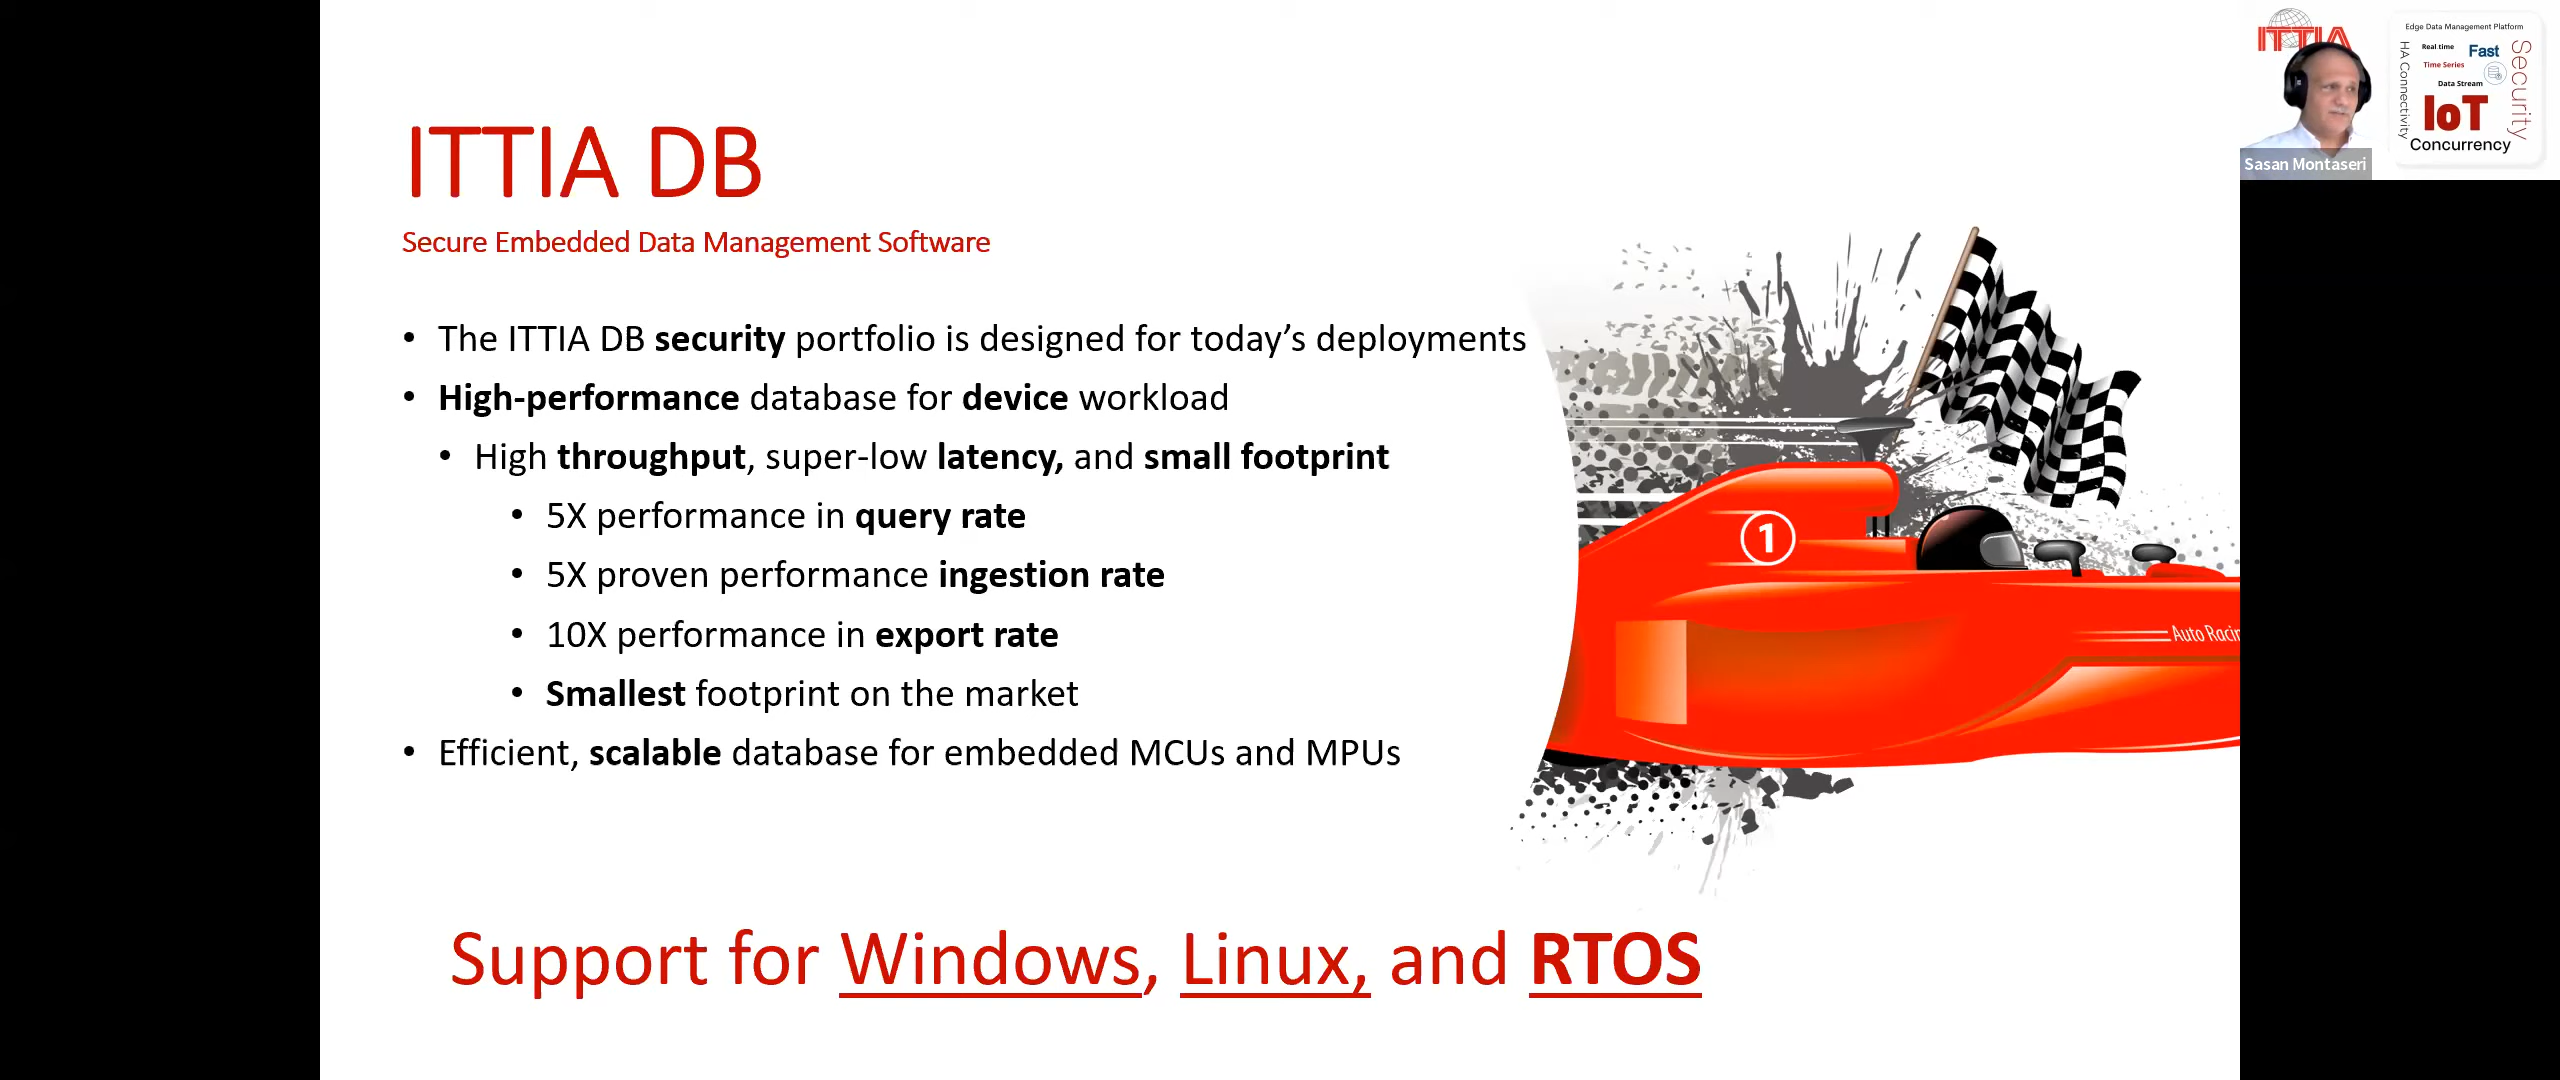 ITTIA DB
Secure Embedded Data Management Software
• The ITTIA DB security portfolio is designed for today’s deployments
• High-performance database for device workload
• High throughput, super-low latency, and small footprint
• 5X performance in query rate
• 5X proven performance ingestion rate
• 10X performance in export rate
• Smallest footprint on the market
• Efficient, scalable database for embedded MCUs and MPUs
Support for Windows, Linux, and RTOS
1
Auto Racin
ITTIA
Sasan Montaseri
Edge Data Management Platform
HA Connectivity
Real time
Fast
Time Series
Data Stream
IoT
Concurrency
Security